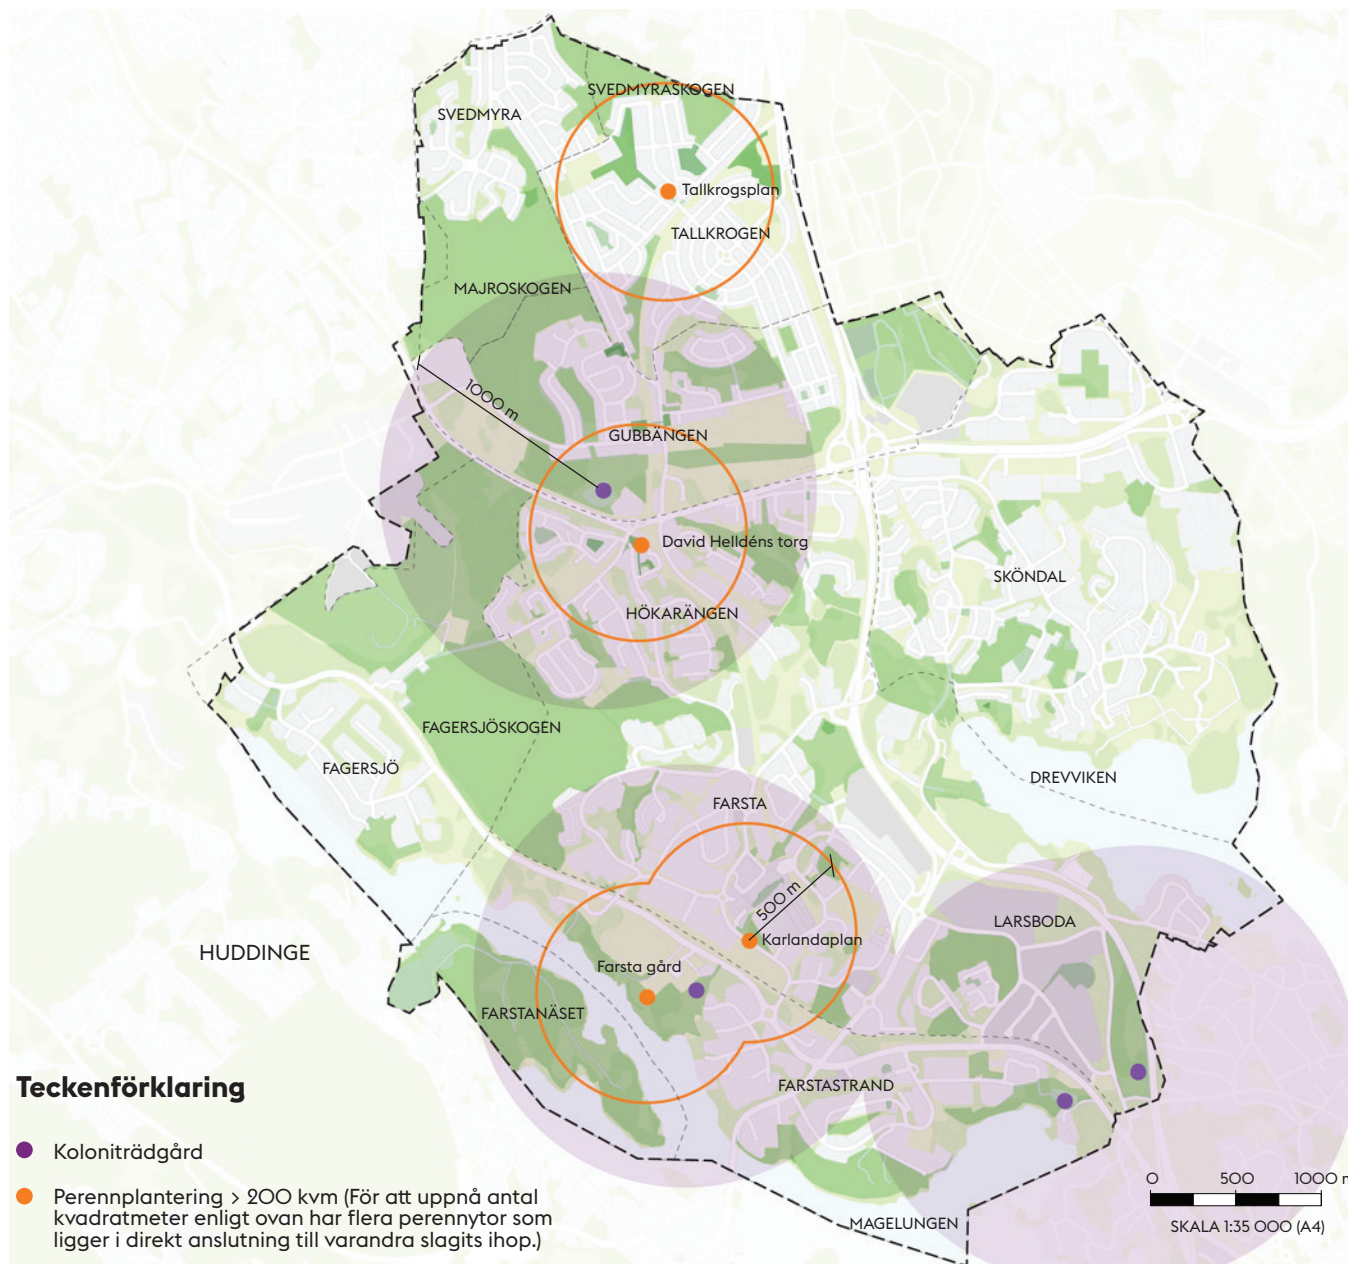 SVEDMYRASKOGEN
SVEDMYRA
Tallkrogsplan
TALLKROGEN
MAJROSKOGEN
1000 m
GUBBÄNGEN
David Helldéns torg
SKÖNDAL
HÖKARÄNGEN
FAGERSJÖSKOGEN
FAGERSJÖ
DREVVIKEN
FARSTA
500 m
LARSBODA
Karlandaplan
HUDDINGE
Farsta gård
FARSTANÄSET
FARSTASTRAND
MAGELUNGEN
Teckenförklaring
Koloniträdgård
Perennplantering > 200 kvm (För att uppnå antal
kvadratmeter enligt ovan har flera perennytor som
ligger i direkt anslutning till varandra slagits ihop.)
0 500 1000 m
SKALA 1:35 000 (A4)